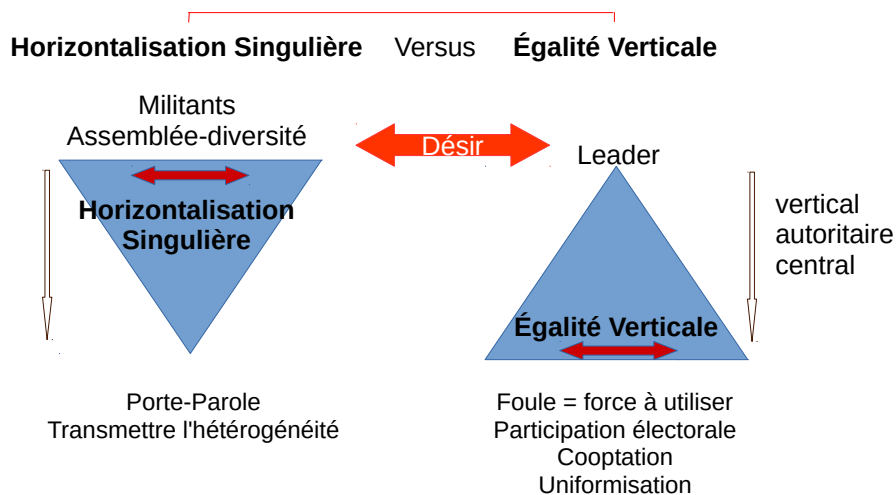 Horizontalisation Singulière Versus Égalité Verticale
Militants
Assemblée-diversité
Désir
Leader
Horizontalisation
Singulière
vertical
autoritaire
central
Égalité Verticale
Porte-Parole
Transmettre l'hétérogénéité
Foule = force à utiliser
Participation électorale
Cooptation
Uniformisation